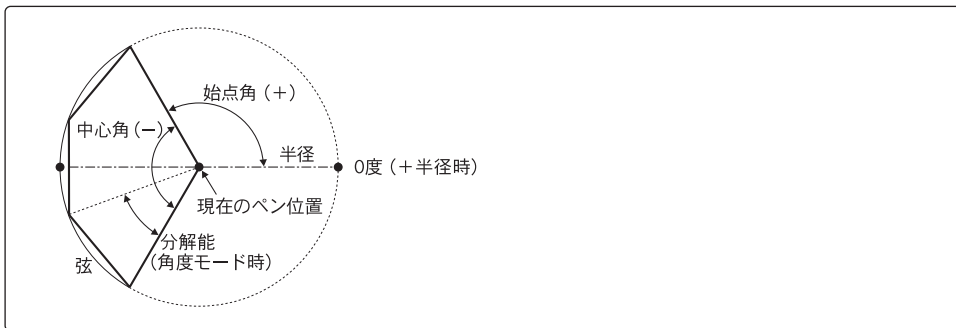 始点角（+）
中心角（−）
半径
0度（+半径時）
現在のペン位置
分解能
（角度モード時）
弦